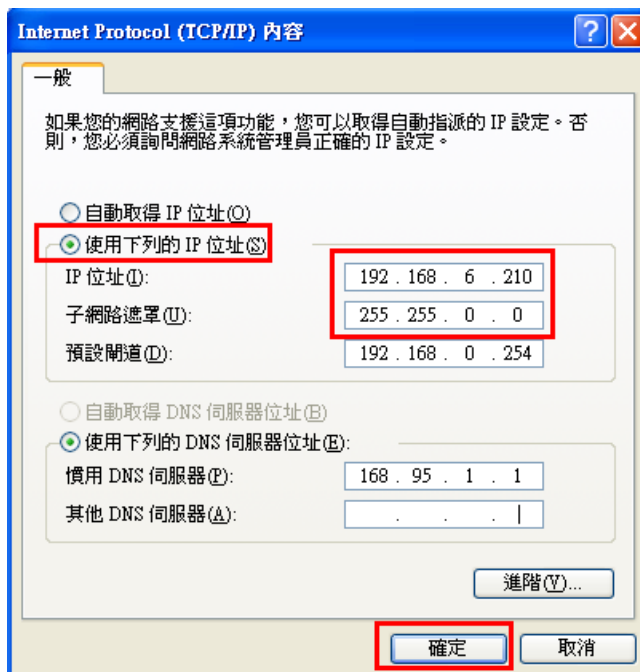 Internet Protocol (TCP/IP) 內容
一般
如果您的網路支援這項功能，您可以取得自動指派的 IP 設定。否
則，您必須詢問網路系統管理員正確的 IP 設定。
自動取得 IP 位址(O)
使用下列的 IP 位址(S)
IP 位址(I): 192 . 168 . 6 . 210
子網路遮罩(U): 255 . 255 . 0 . 0
預設閘道(D): 192 . 168 . 0 . 254
自動取得 DNS 伺服器位址(B)
使用下列的 DNS 伺服器位址(E):
慣用 DNS 伺服器(P): 168 . 95 . 1 . 1
其他 DNS 伺服器(A): . . .
進階(V)...
確定 取消